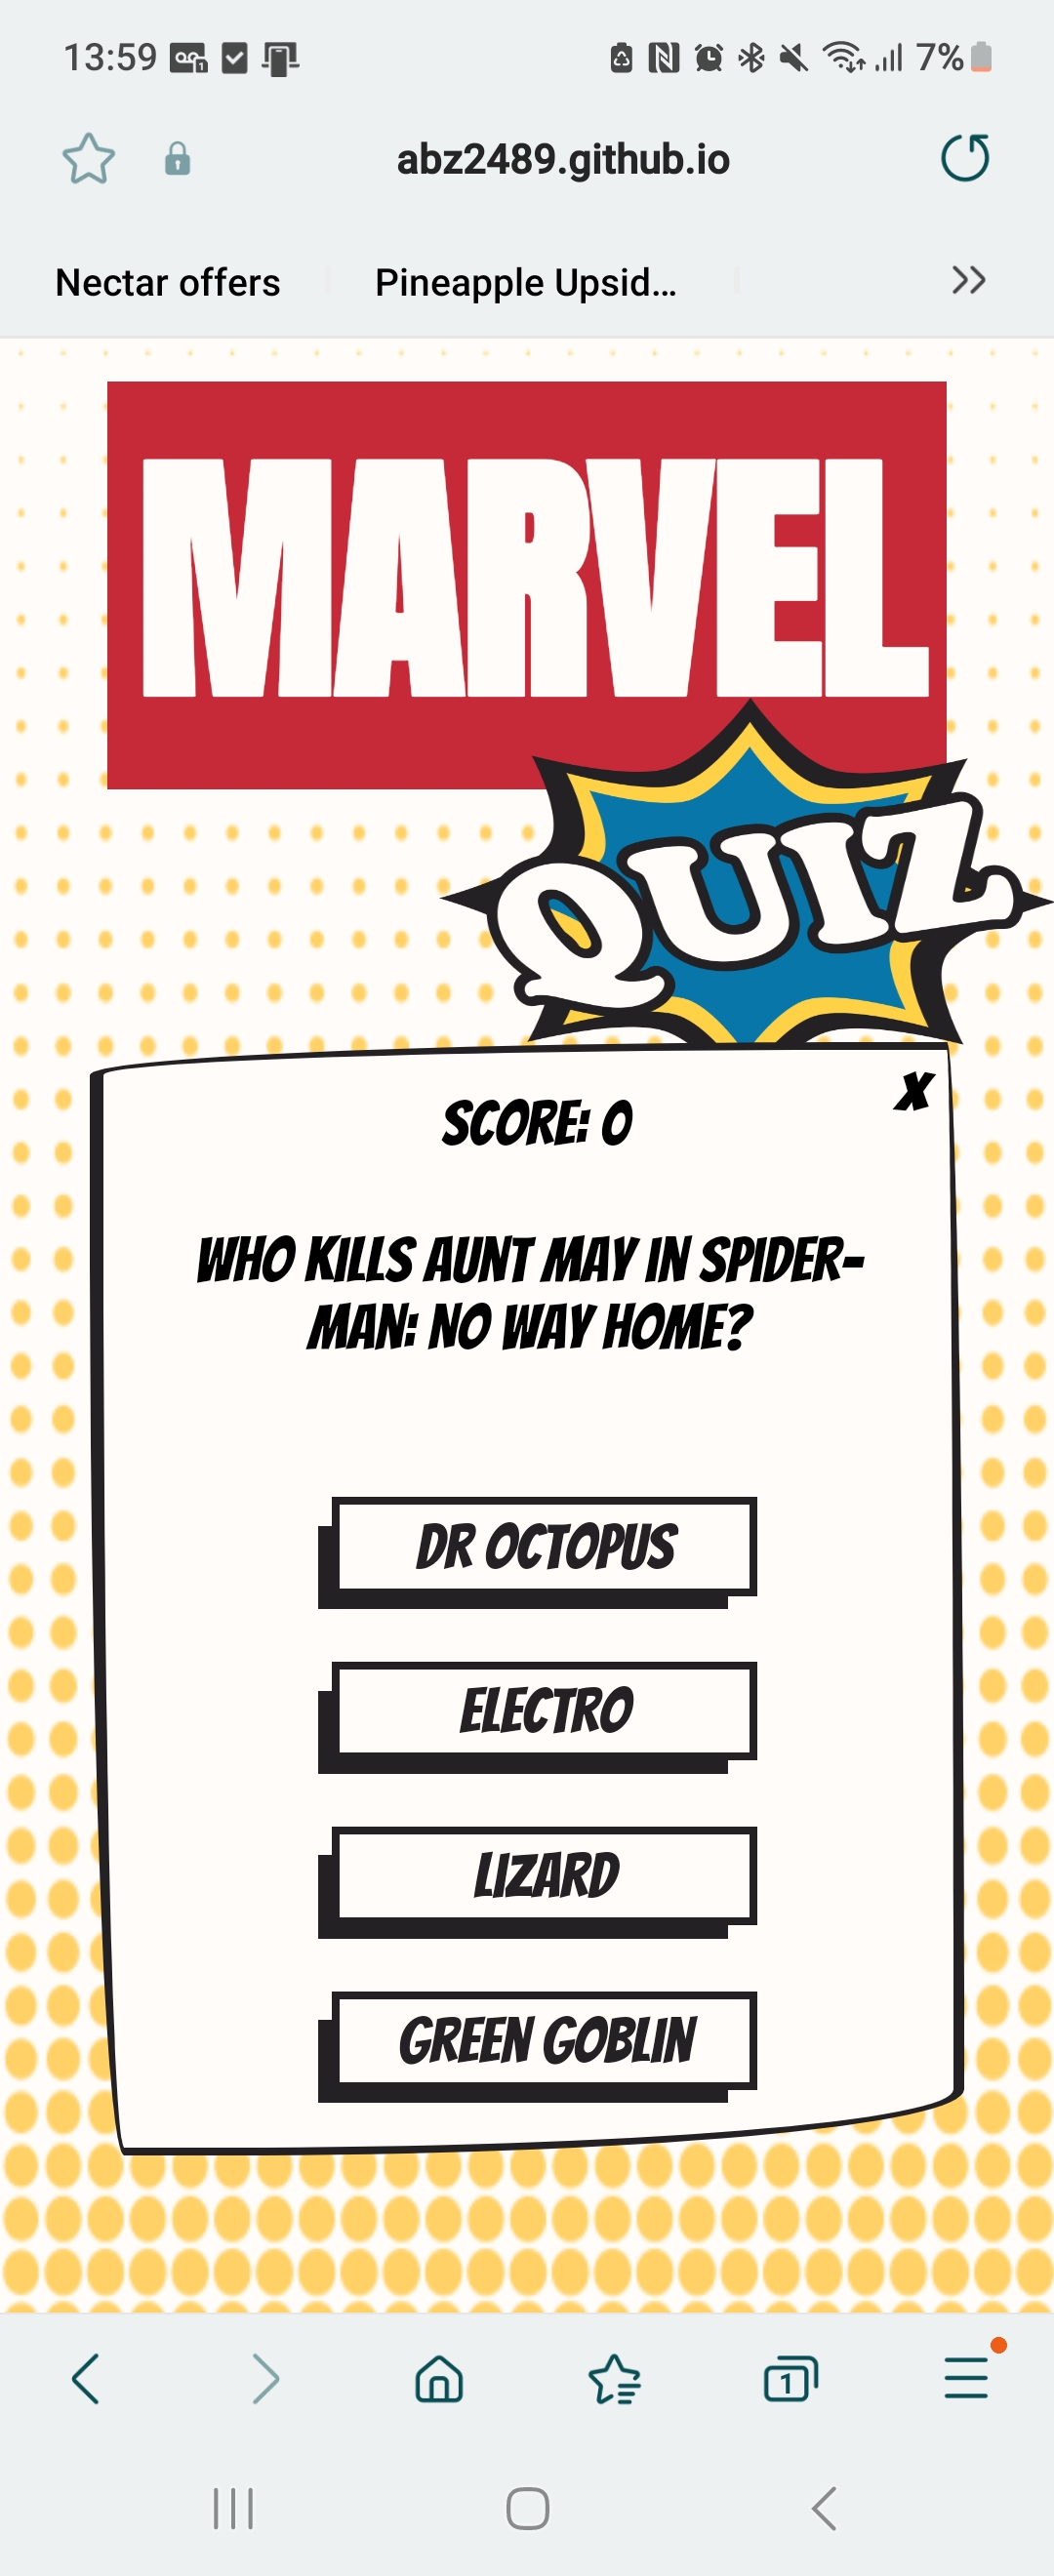 13:59
7%
abz2489.github.io
Nectar offers
Pineapple Upsid...
MARVEL
QUIZ
X
SCORE: 0
WHO KILLS AUNT MAY IN SPIDER-
MAN: NO WAY HOME?
DR OCTOPUS
ELECTRO
LIZARD
GREEN GOBLIN
1